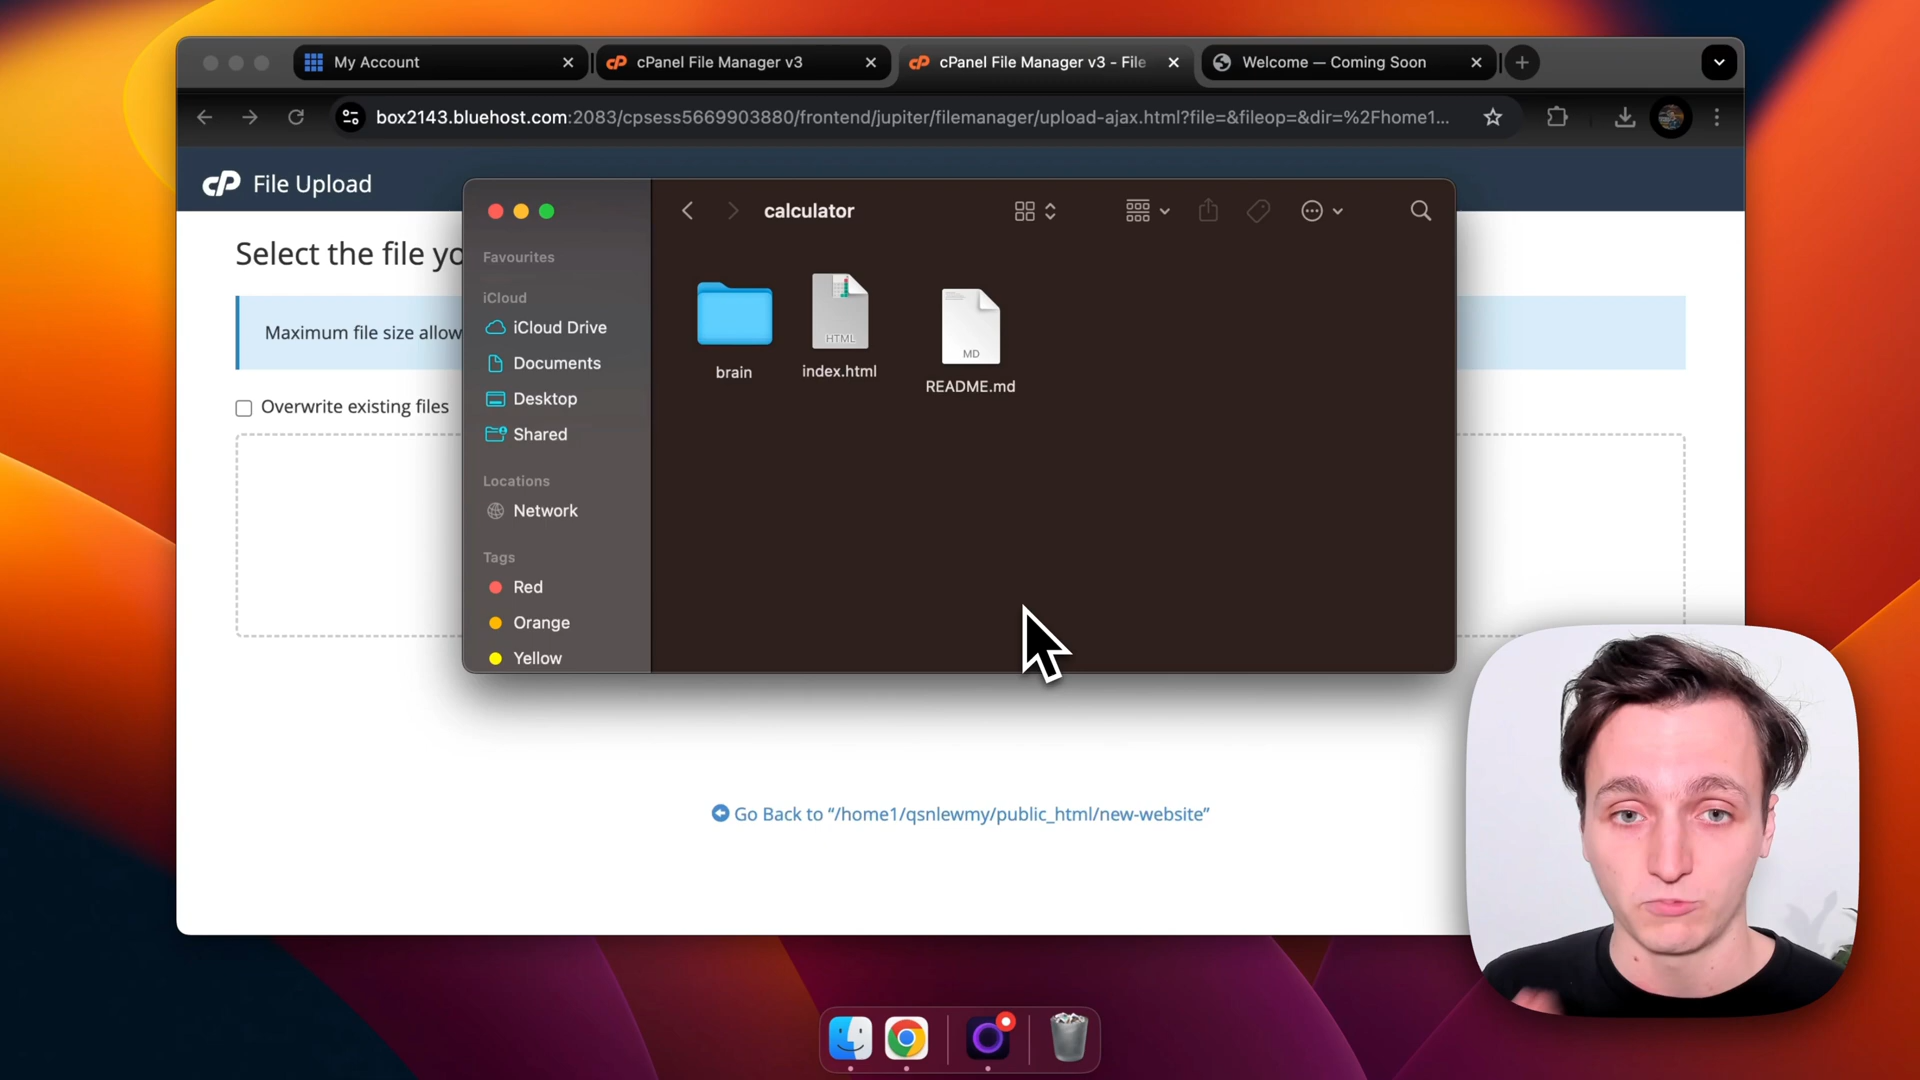 My Account
cPanel File Manager v3
cPanel File Manager v3 - File
Welcome — Coming Soon
box2143.bluehost.com:2083/cpsess5669903880/frontend/jupiter/filemanager/upload-ajax.html?file=&fileop=&dir=%2Fhome1...
cP File Upload
calculator
Select the file yo
Favourites
iCloud
iCloud Drive
Documents
Desktop
Shared
Locations
Network
Tags
Red
Orange
Yellow
Maximum file size allow
Overwrite existing files
HTML
MD
brain
index.html
README.md
Go Back to “/home1/qsnlewmy/public_html/new-website”